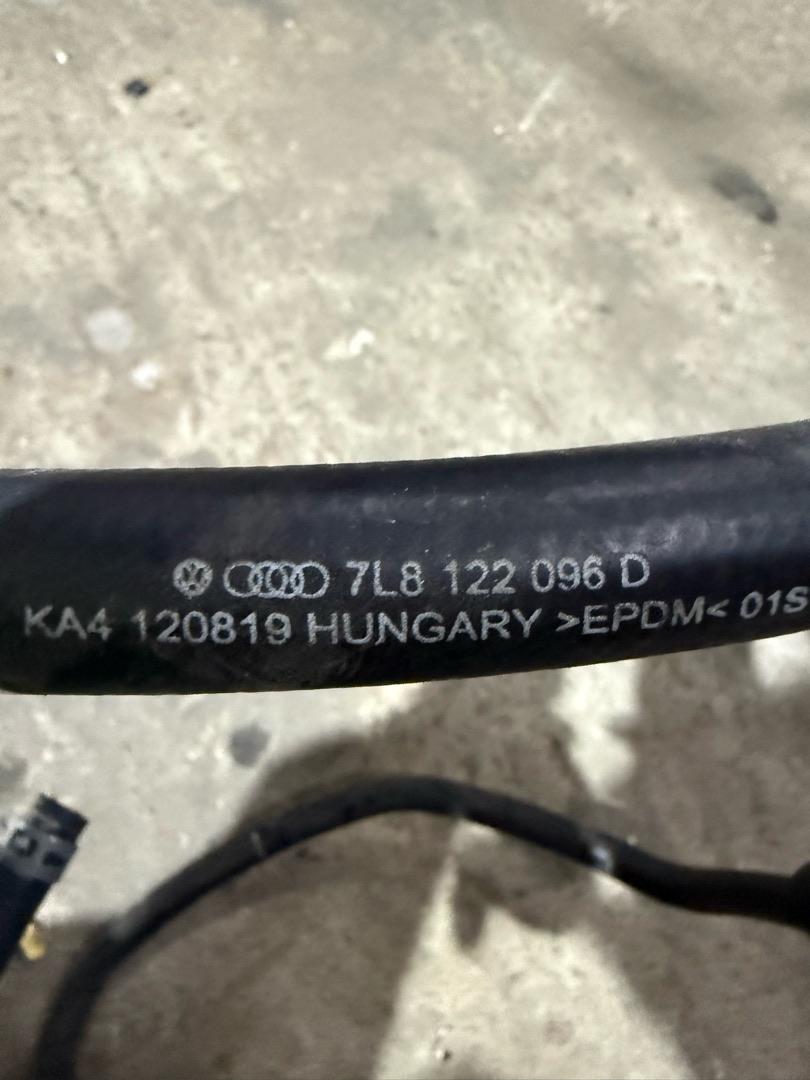 7L8 122 096 D
KA4 120819 HUNGARY >EPDM< 01S